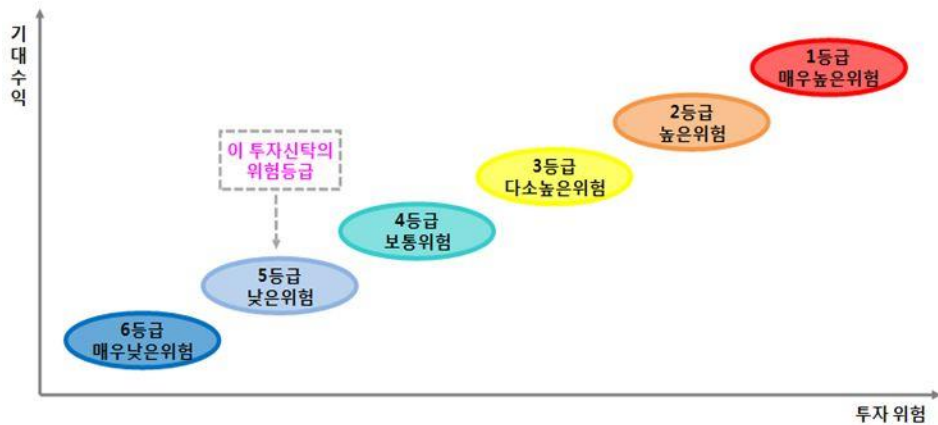 기대수익
1등급
매우높은위험
2등급
높은위험
이 투자신탁의
위험등급
3등급
다소높은위험
4등급
보통위험
5등급
낮은위험
6등급
매우낮은위험
투자 위험